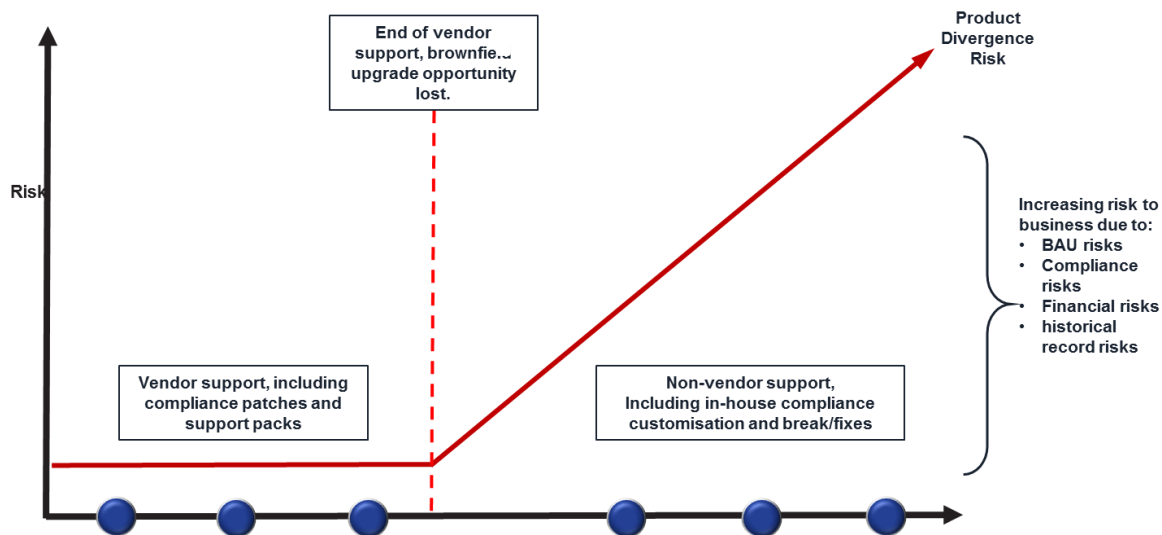 End of vendor
support, brownfield
upgrade opportunity
lost.
Product
Divergence
Risk
Risk
Increasing risk to
business due to:
• BAU risks
• Compliance
risks
• Financial risks
• historical
record risks
Vendor support, including
compliance patches and
support packs
Non-vendor support,
Including in-house compliance
customisation and break/fixes